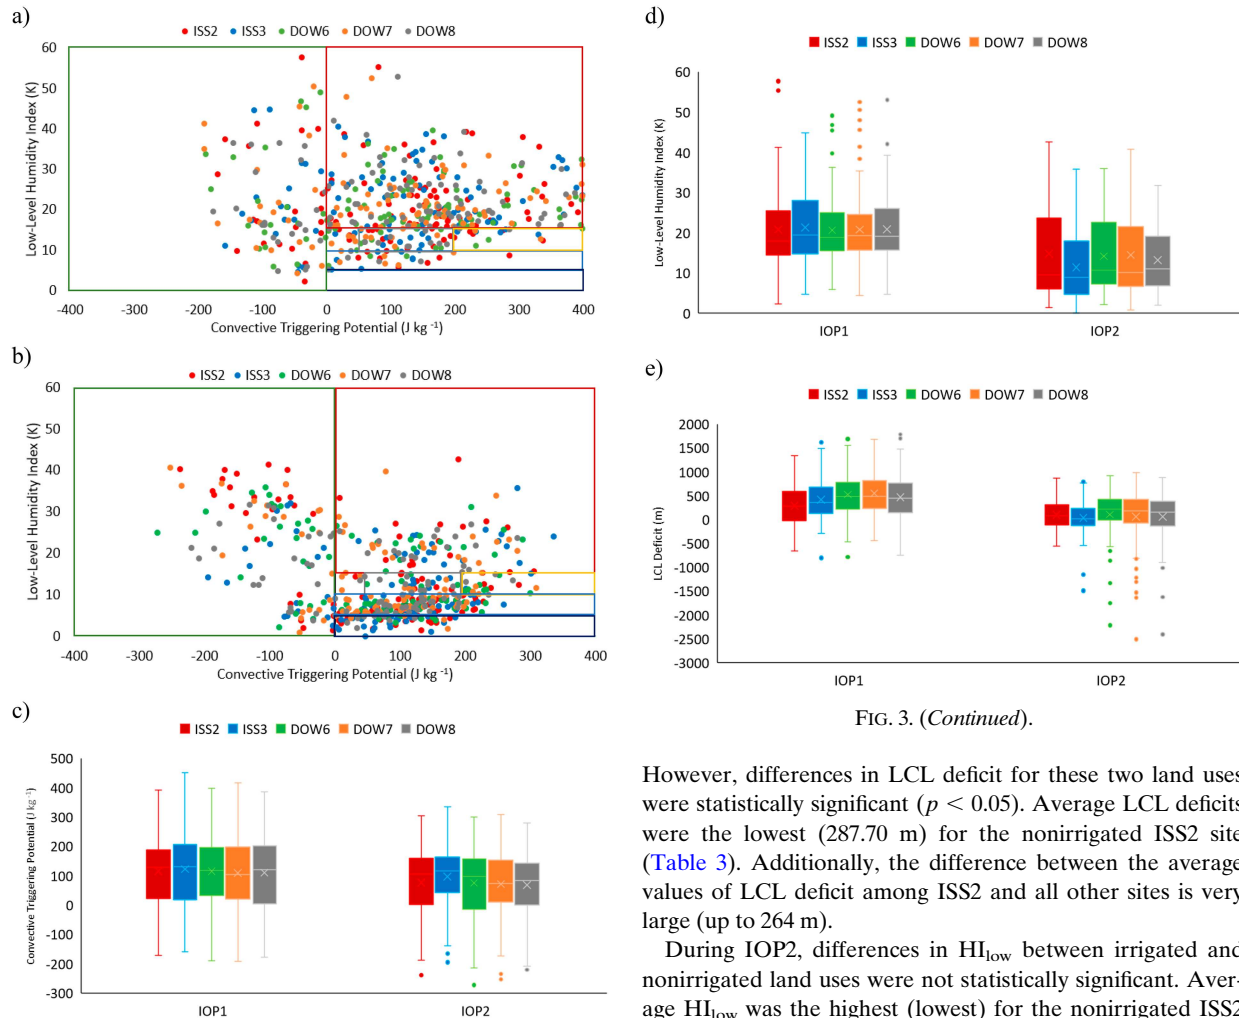 a)
ISS2 ISS3 DOW6 DOW7 DOW8
Low-Level Humidity Index (K)
60
50
40
30
20
10
0
-400 -300 -200 -100 0 100 200 300 400
Convective Triggering Potential (J kg -1)
b)
ISS2 ISS3 DOW6 DOW7 DOW8
Low-Level Humidity Index (K)
60
50
40
30
20
10
0
-400 -300 -200 -100 0 100 200 300 400
Convective Triggering Potential (J kg -1)
c)
ISS2 ISS3 DOW6 DOW7 DOW8
Convective Triggering Potential (J kg -1)
500
400
300
200
100
0
-100
-200
-300
IOP1 IOP2
d)
ISS2 ISS3 DOW6 DOW7 DOW8
Low-Level Humidity Index (K)
60
50
40
30
20
10
0
IOP1 IOP2
e)
ISS2 ISS3 DOW6 DOW7 DOW8
LCL Deficit (m)
2000
1500
1000
500
0
-500
-1000
-1500
-2000
-2500
-3000
IOP1 IOP2
FIG. 3. (Continued).
However, differences in LCL deficit for these two land uses
were statistically significant (p < 0.05). Average LCL deficits
were the lowest (287.70 m) for the nonirrigated ISS2 site
(Table 3). Additionally, the difference between the average
values of LCL deficit among ISS2 and all other sites is very
large (up to 264 m).
During IOP2, differences in HIlow between irrigated and
nonirrigated land uses were not statistically significant. Aver-
age HIlow was the highest (lowest) for the nonirrigated ISS2